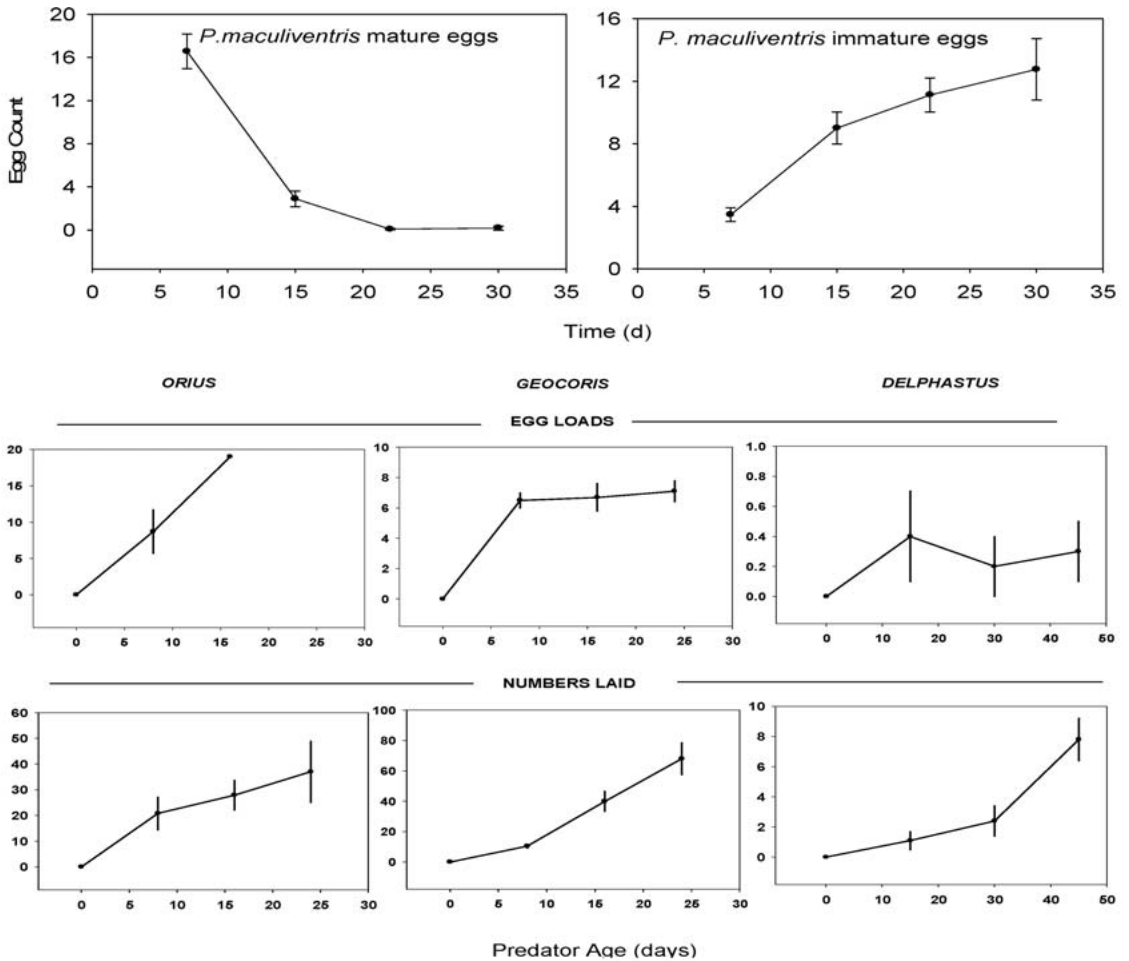 P.maculiventris mature eggs
20
16
12
8
4
0
Egg Count
0 5 10 15 20 25 30 35
P. maculiventris immature eggs
16
12
8
4
0
0 5 10 15 20 25 30 35
Time (d)
ORIUS GEOCORIS DELPHASTUS
EGG LOADS
20
15
10
5
0
0 5 10 15 20 25 30
10
8
6
4
2
0
0 5 10 15 20 25 30
1.0
0.8
0.6
0.4
0.2
0.0
0 10 20 30 40 50
NUMBERS LAID
60
50
40
30
20
10
0
0 5 10 15 20 25 30
100
80
60
40
20
0
0 5 10 15 20 25 30
10
8
6
4
2
0
0 10 20 30 40 50
Predator Age (days)